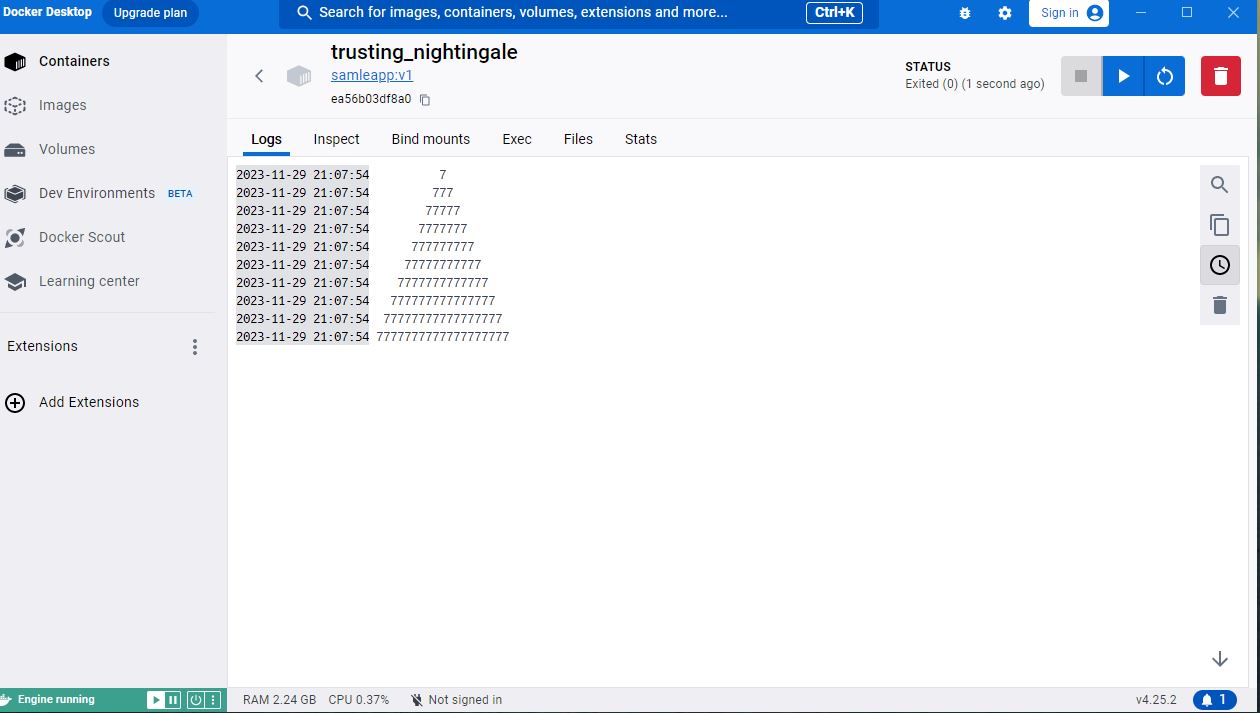 Docker Desktop
Upgrade plan
Search for images, containers, volumes, extensions and more...
Ctrl+K
Sign in
Containers
Images
Volumes
Dev Environments BETA
Docker Scout
Learning center
Extensions
Add Extensions
trusting_nightingale
samleapp:v1
ea56b03df8a0
STATUS
Exited (0) (1 second ago)
Logs Inspect Bind mounts Exec Files Stats
2023-11-29 21:07:54 7
2023-11-29 21:07:54 777
2023-11-29 21:07:54 77777
2023-11-29 21:07:54 7777777
2023-11-29 21:07:54 777777777
2023-11-29 21:07:54 77777777777
2023-11-29 21:07:54 7777777777777
2023-11-29 21:07:54 777777777777777
2023-11-29 21:07:54 77777777777777777
2023-11-29 21:07:54 7777777777777777777
Engine running
RAM 2.24 GB CPU 0.37% Not signed in
v4.25.2
1